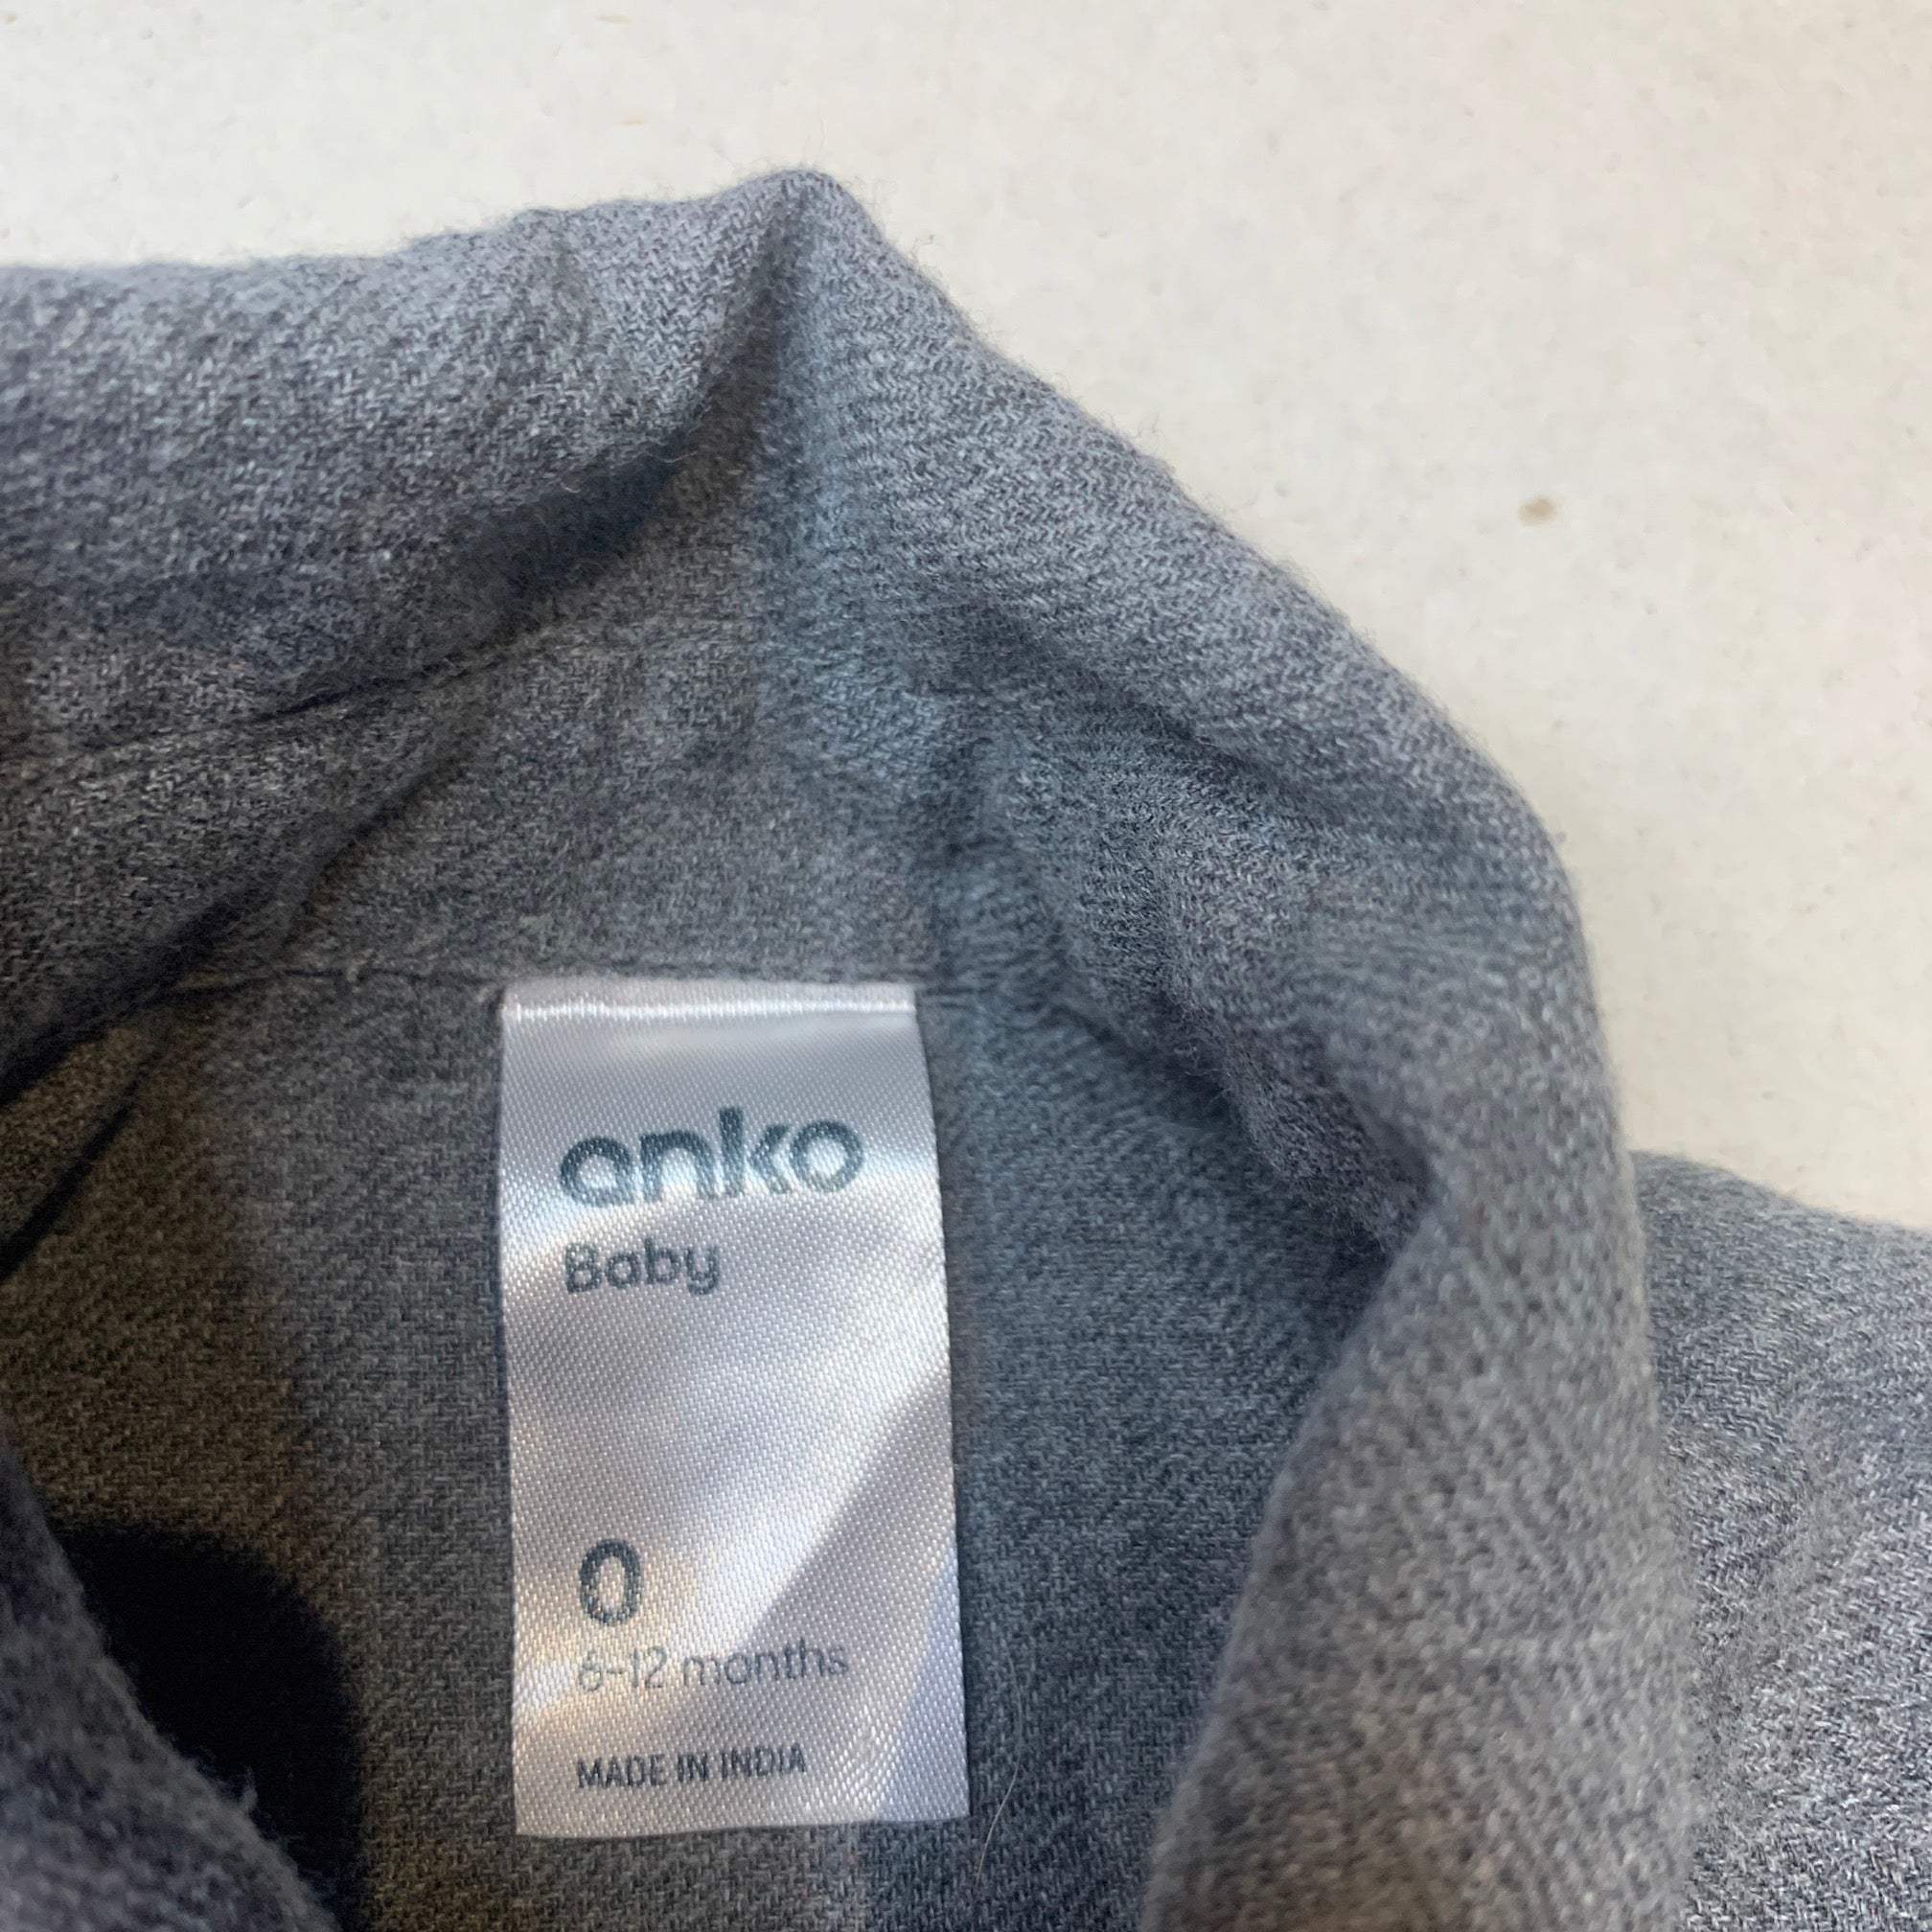 anko
Baby
0
6-12 months
MADE IN INDIA